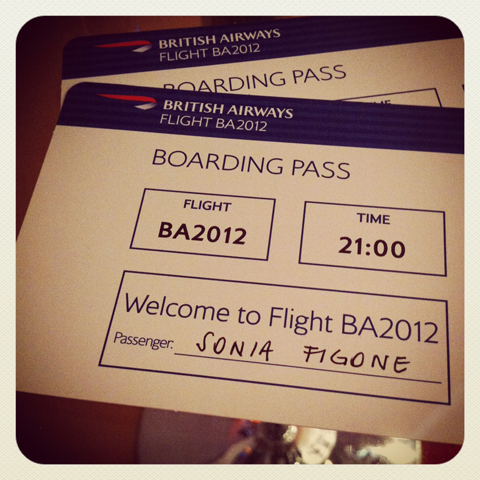 BRITISH AIRWAYS
FLIGHT BA2012
BOARDING PASS
BRITISH AIRWAYS
FLIGHT BA2012
BOARDING PASS
FLIGHT
BA2012
TIME
21:00
Welcome to Flight BA2012
Passenger: SONIA FIGONE